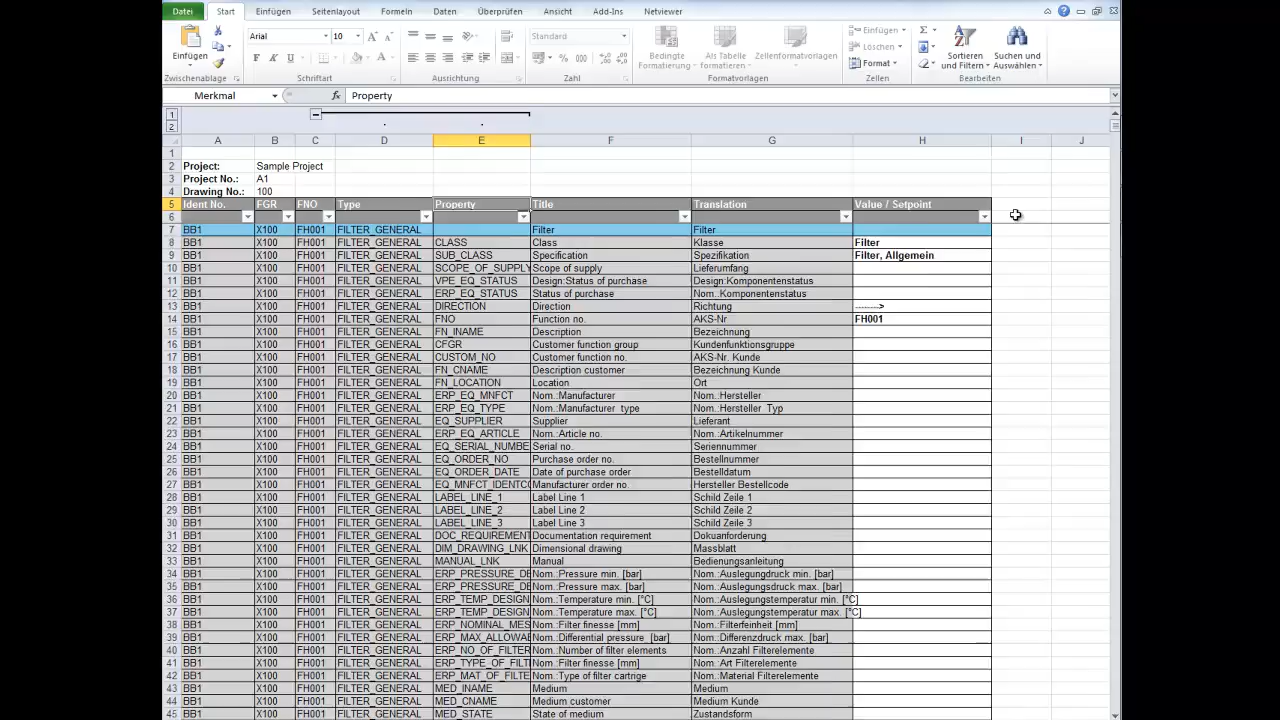 Datei Start Einfügen Seitenlayout Formeln Daten Überprüfen Ansicht Add-Ins Netviewer
Einfügen
Zwischenablage
Arial 10
F K U
Schriftart
Ausrichtung
Standard
% 000
Zahl
Bedingte Formatierung
Als Tabelle formatieren
Zellenformatvorlagen
Formatvorlagen
Einfügen
Löschen
Format
Zellen
Sortieren und Filtern
Suchen und Auswählen
Bearbeiten
Merkmal fx Property
1
2
A B C D E F G H I J
1
2 Project: Sample Project
3 Project No.: A1
4 Drawing No.: 100
5 Ident No. FGR FNO Type Property Title Translation Value / Setpoint
6
7 BB1 X100 FH001 FILTER_GENERAL Filter Filter
8 BB1 X100 FH001 FILTER_GENERAL CLASS Class Klasse Filter
9 BB1 X100 FH001 FILTER_GENERAL SUB_CLASS Specification Spezifikation Filter, Allgemein
10 BB1 X100 FH001 FILTER_GENERAL SCOPE_OF_SUPPLY Scope of supply Lieferumfang
11 BB1 X100 FH001 FILTER_GENERAL VPE_EQ_STATUS Design:Status of purchase Design:Komponentenstatus
12 BB1 X100 FH001 FILTER_GENERAL ERP_EQ_STATUS Status of purchase Nom.:Komponentenstatus
13 BB1 X100 FH001 FILTER_GENERAL DIRECTION Direction Richtung -------->
14 BB1 X100 FH001 FILTER_GENERAL FNO Function no. AKS-Nr FH001
15 BB1 X100 FH001 FILTER_GENERAL FN_INAME Description Bezeichnung
16 BB1 X100 FH001 FILTER_GENERAL CFGR Customer function group Kundenfunktionsgruppe
17 BB1 X100 FH001 FILTER_GENERAL CUSTOM_NO Customer function no. AKS-Nr. Kunde
18 BB1 X100 FH001 FILTER_GENERAL FN_CNAME Description customer Bezeichnung Kunde
19 BB1 X100 FH001 FILTER_GENERAL FN_LOCATION Location Ort
20 BB1 X100 FH001 FILTER_GENERAL ERP_EQ_MNFCT Nom.:Manufacturer Nom.:Hersteller
21 BB1 X100 FH001 FILTER_GENERAL ERP_EQ_TYPE Nom.:Manufacturer type Nom.:Hersteller Typ
22 BB1 X100 FH001 FILTER_GENERAL EQ_SUPPLIER Supplier Lieferant
23 BB1 X100 FH001 FILTER_GENERAL ERP_EQ_ARTICLE Nom.:Article no. Nom.:Artikelnummer
24 BB1 X100 FH001 FILTER_GENERAL EQ_SERIAL_NUMBE Serial no. Seriennummer
25 BB1 X100 FH001 FILTER_GENERAL EQ_ORDER_NO Purchase order no. Bestellnummer
26 BB1 X100 FH001 FILTER_GENERAL EQ_ORDER_DATE Date of purchase order Bestelldatum
27 BB1 X100 FH001 FILTER_GENERAL EQ_MNFCT_IDENTCO Manufacturer order no. Hersteller Bestellcode
28 BB1 X100 FH001 FILTER_GENERAL LABEL_LINE_1 Label Line 1 Schild Zeile 1
29 BB1 X100 FH001 FILTER_GENERAL LABEL_LINE_2 Label Line 2 Schild Zeile 2
30 BB1 X100 FH001 FILTER_GENERAL LABEL_LINE_3 Label Line 3 Schild Zeile 3
31 BB1 X100 FH001 FILTER_GENERAL DOC_REQUIREMENT Documentation requirement Dokuanforderung
32 BB1 X100 FH001 FILTER_GENERAL DIM_DRAWING_LNK Dimensional drawing Massblatt
33 BB1 X100 FH001 FILTER_GENERAL MANUAL_LNK Manual Bedienungsanleitung
34 BB1 X100 FH001 FILTER_GENERAL ERP_PRESSURE_DE Nom.:Pressure min. [bar] Nom.:Auslegungdruck min. [bar]
35 BB1 X100 FH001 FILTER_GENERAL ERP_PRESSURE_DE Nom.:Pressure max. [bar] Nom.:Auslegungsdruck max. [bar]
36 BB1 X100 FH001 FILTER_GENERAL ERP_TEMP_DESIGN Nom.:Temperature min. [°C] Nom.:Auslegungstemperatur min. [°C]
37 BB1 X100 FH001 FILTER_GENERAL ERP_TEMP_DESIGN Nom.:Temperature max. [°C] Nom.:Auslegungstemperatur max. [°C]
38 BB1 X100 FH001 FILTER_GENERAL ERP_NOMINAL_MES Nom.:Filter finesse [mm] Nom.:Filterfeinheit [mm]
39 BB1 X100 FH001 FILTER_GENERAL ERP_MAX_ALLOWA Nom.:Differential pressure [bar] Nom.:Differenzdruck max. [bar]
40 BB1 X100 FH001 FILTER_GENERAL ERP_NO_OF_FILTER Nom.:Number of filter elements Nom.:Anzahl Filterelemente
41 BB1 X100 FH001 FILTER_GENERAL ERP_TYPE_OF_FILT Nom.:Filter finesse [mm] Nom.:Art Filterelemente
42 BB1 X100 FH001 FILTER_GENERAL ERP_MAT_OF_FILTE Nom.:Type of filter cartrige Nom.:Material Filterelemente
43 BB1 X100 FH001 FILTER_GENERAL MED_INAME Medium Medium
44 BB1 X100 FH001 FILTER_GENERAL MED_CNAME Medium customer Medium Kunde
45 BB1 X100 FH001 FILTER_GENERAL MED_STATE State of medium Zustandsform